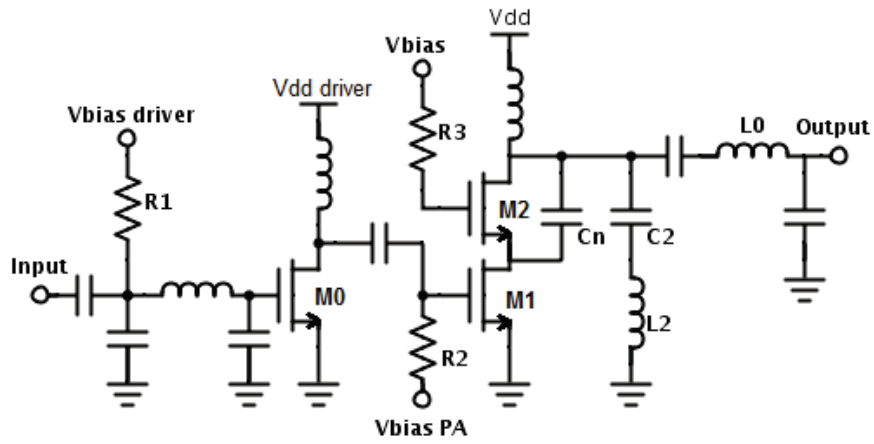 Vdd
Vbias
Vdd driver
Vbias driver
R3
L0
Output
R1
M2
Cn
C2
Input
M0
M1
R2
L2
Vbias PA